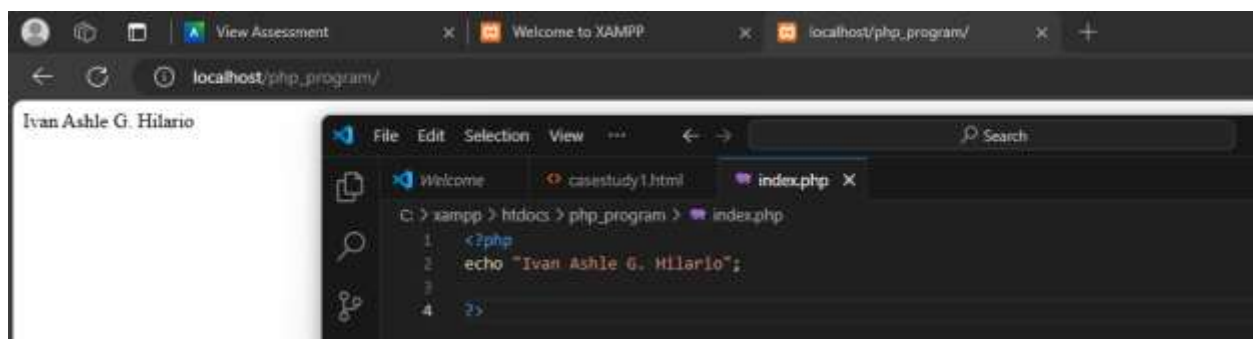 View Assessment
Welcome to XAMPP
localhost/php_program/
localhost/php_program/
Ivan Ashle G. Hilario
File Edit Selection View ... Search
Welcome
casestudy1.html
index.php
C: > xampp > htdocs > php_program > index.php
1 <?php
2 echo "Ivan Ashle G. Hilario";
3
4 ?>